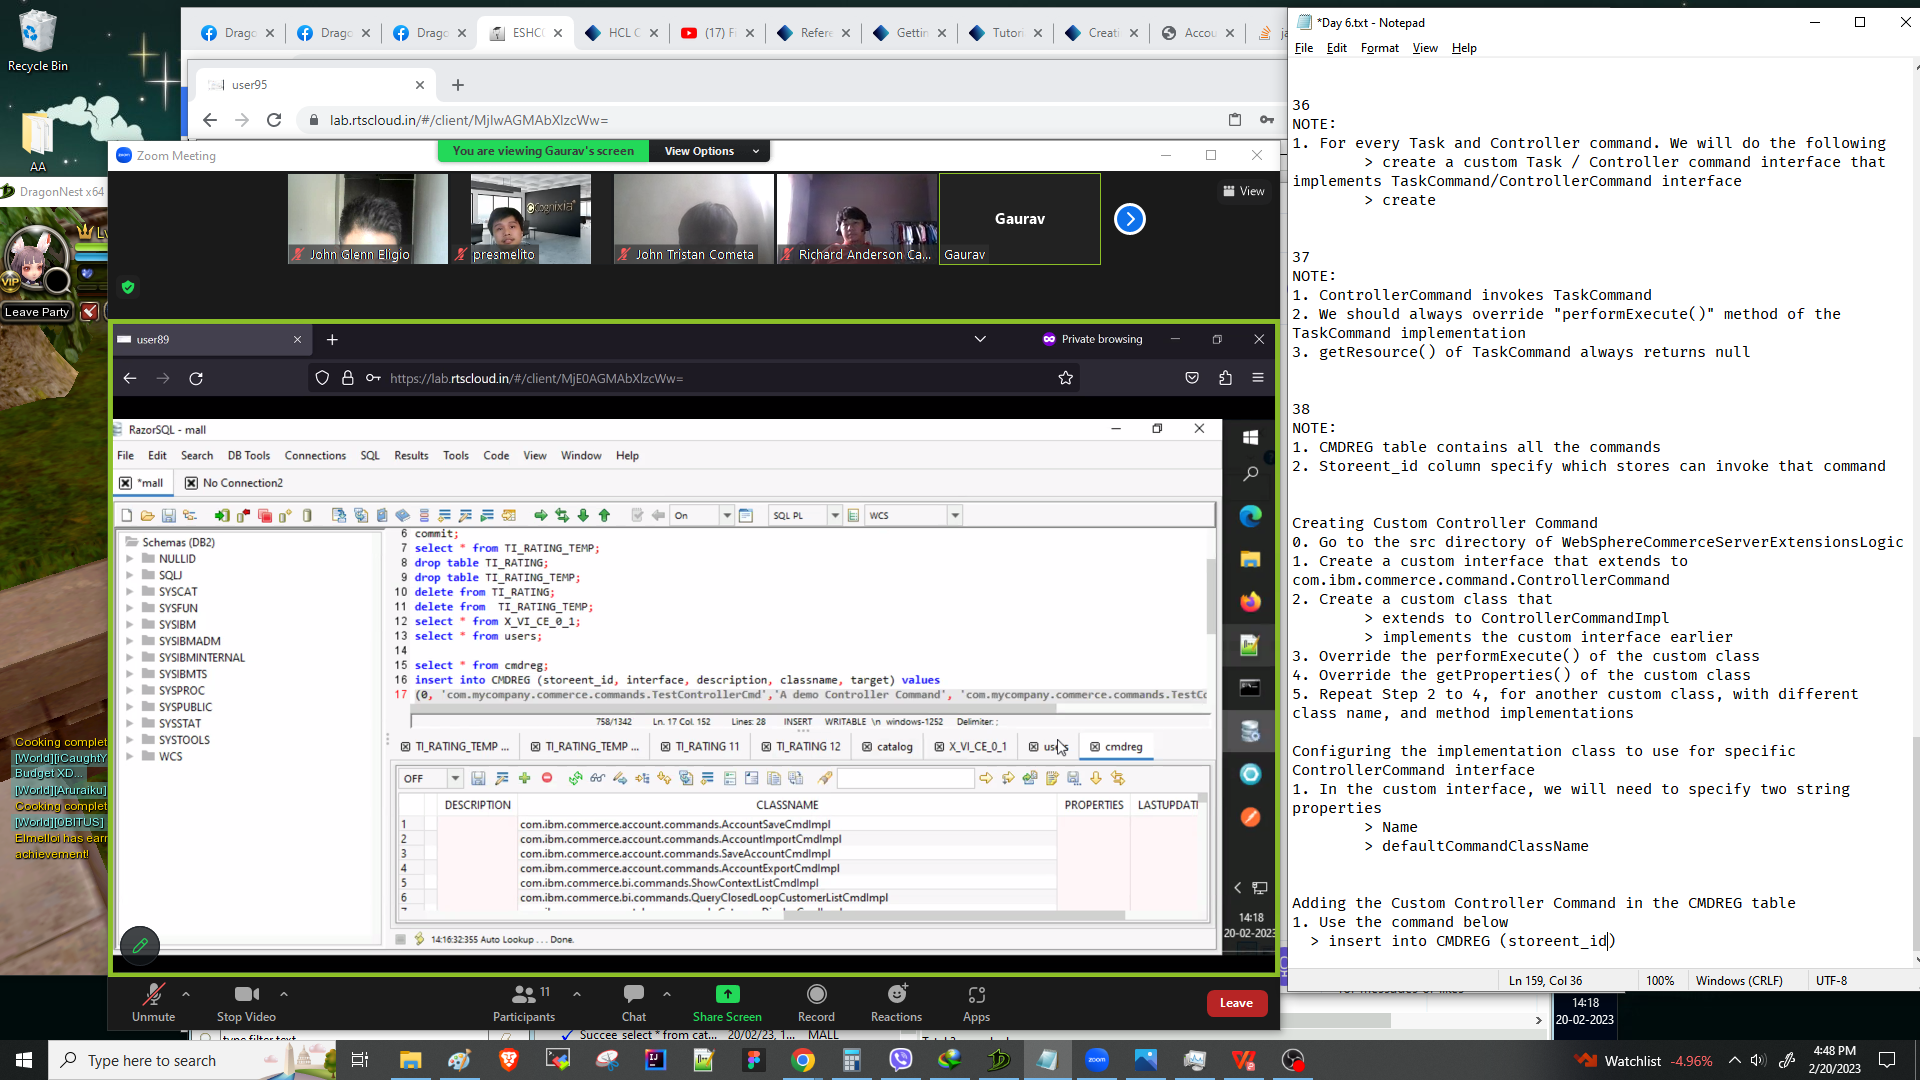 Recycle Bin
AA
DragonNest x64
VIP
Leave Party
Cooking complet
[World][iCaughtY
Budget XD...
[World][Aruraiku]
Cooking complet
[World][0BITUS]
Elmelloi has earn
achievement!
Drago
Drago
Drago
ESHC
HCL C
(17) F
Refere
Gettin
Tutori
Creati
Accou
user95
lab.rtscloud.in/#/client/MjIwAGMAbXlzcWw=
Zoom Meeting
You are viewing Gaurav's screen
View Options
View
John Glenn Eligio
Cognixia
presmelito
John Tristan Cometa
Richard Anderson Ca...
Gaurav
Gaurav
user89
Private browsing
https://lab.rtscloud.in/#/client/MjE0AGMAbXlzcWw=
RazorSQL - mall
File Edit Search DB Tools Connections SQL Results Tools Code View Window Help
*mall
No Connection2
On
SQL PL
WCS
Schemas (DB2)
NULLID
SQLJ
SYSCAT
SYSFUN
SYSIBM
SYSIBMADM
SYSIBMINTERNAL
SYSIBMTS
SYSPROC
SYSPUBLIC
SYSSTAT
SYSTOOLS
WCS
6 commit;
7 select * from TI_RATING_TEMP;
8 drop table TI_RATING;
9 drop table TI_RATING_TEMP;
10 delete from TI_RATING;
11 delete from  TI_RATING_TEMP;
12 select * from X_VI_CE_0_1;
13 select * from users;
14
15 select * from cmdreg;
16 insert into CMDREG (storeent_id, interface, description, classname, target) values
17 (0, 'com.mycompany.commerce.commands.TestControllerCmd','A demo Controller Command', 'com.mycompany.commerce.commands.TestCo
758/1342 Ln. 17 Col. 152 Lines: 28 INSERT WRITABLE \n windows-1252 Delimiter: ;
TI_RATING_TEMP ...
TI_RATING_TEMP ...
TI_RATING 11
TI_RATING 12
catalog
X_VI_CE_0_1
cmdreg
OFF
DESCRIPTION CLASSNAME PROPERTIES LASTUPDATI
1 com.ibm.commerce.account.commands.AccountSaveCmdImpl
2 com.ibm.commerce.account.commands.AccountImportCmdImpl
3 com.ibm.commerce.account.commands.SaveAccountCmdImpl
4 com.ibm.commerce.account.commands.AccountExportCmdImpl
5 com.ibm.commerce.bi.commands.ShowContextListCmdImpl
6 com.ibm.commerce.bi.commands.QueryClosedLoopCustomerListCmdImpl
14:16:32:355 Auto Lookup . . . Done.
14:18
20-02-2023
Unmute
Stop Video
11
Participants
Chat
Share Screen
Record
Reactions
Apps
Leave
type filter text
Succee select * from cat...
20/02/23, 1...
MALL
*Day 6.txt - Notepad
File Edit Format View Help
36
NOTE:
1. For every Task and Controller command. We will do the following
> create a custom Task / Controller command interface that
implements TaskCommand/ControllerCommand interface
> create
37
NOTE:
1. ControllerCommand invokes TaskCommand
2. We should always override "performExecute()" method of the
TaskCommand implementation
3. getResource() of TaskCommand always returns null
38
NOTE:
1. CMDREG table contains all the commands
2. Storeent_id column specify which stores can invoke that command
Creating Custom Controller Command
0. Go to the src directory of WebSphereCommerceServerExtensionsLogic
1. Create a custom interface that extends to
com.ibm.commerce.command.ControllerCommand
2. Create a custom class that
> extends to ControllerCommandImpl
> implements the custom interface earlier
3. Override the performExecute() of the custom class
4. Override the getProperties() of the custom class
5. Repeat Step 2 to 4, for another custom class, with different
class name, and method implementations
Configuring the implementation class to use for specific
ControllerCommand interface
1. In the custom interface, we will need to specify two string
properties
> Name
> defaultCommandClassName
Adding the Custom Controller Command in the CMDREG table
1. Use the command below
> insert into CMDREG (storeent_id)
Ln 159, Col 36
100%
Windows (CRLF)
UTF-8
14:18
20-02-2023
Type here to search
Watchlist -4.96%
4:48 PM
2/20/2023